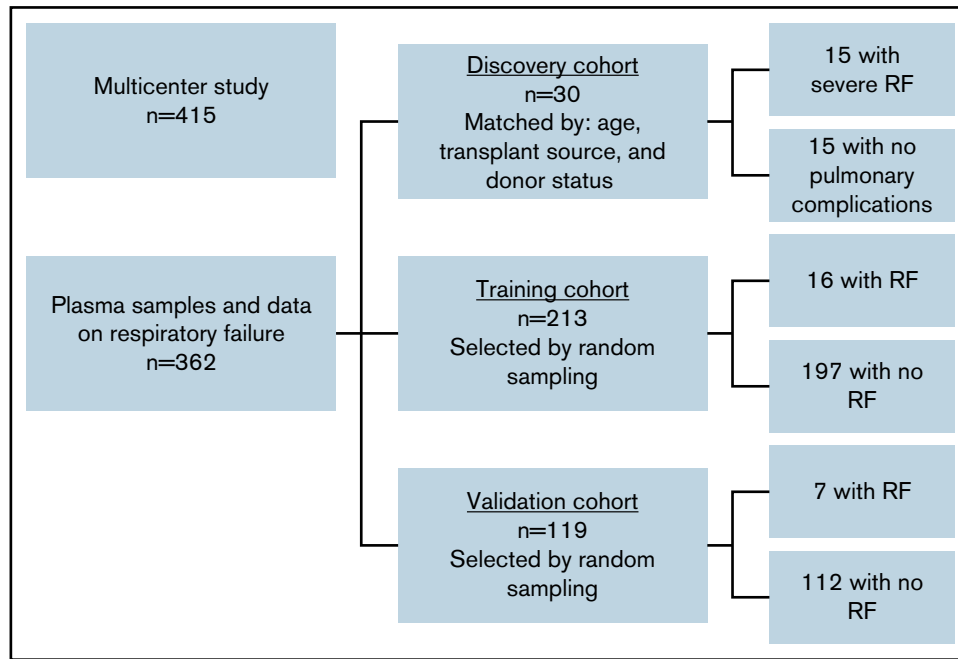 Multicenter study
n=415
Plasma samples and data
on respiratory failure
n=362
Discovery cohort
n=30
Matched by: age,
transplant source, and
donor status
15 with
severe RF
15 with no
pulmonary
complications
Training cohort
n=213
Selected by random
sampling
16 with RF
197 with no
RF
Validation cohort
n=119
Selected by random
sampling
7 with RF
112 with no
RF